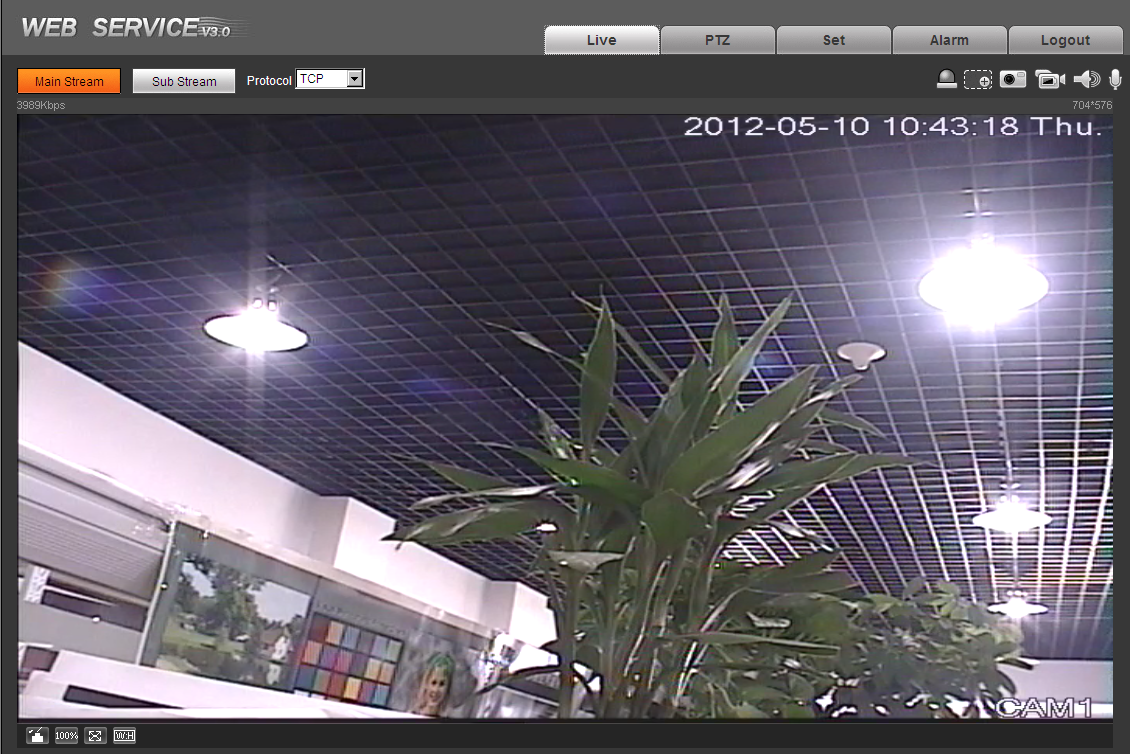 WEB SERVICE V3.0
Live PTZ Set Alarm Logout
Main Stream Sub Stream Protocol TCP
3989Kbps 704*576
2012-05-10 10:43:18 Thu.
CAM1
100% W:H